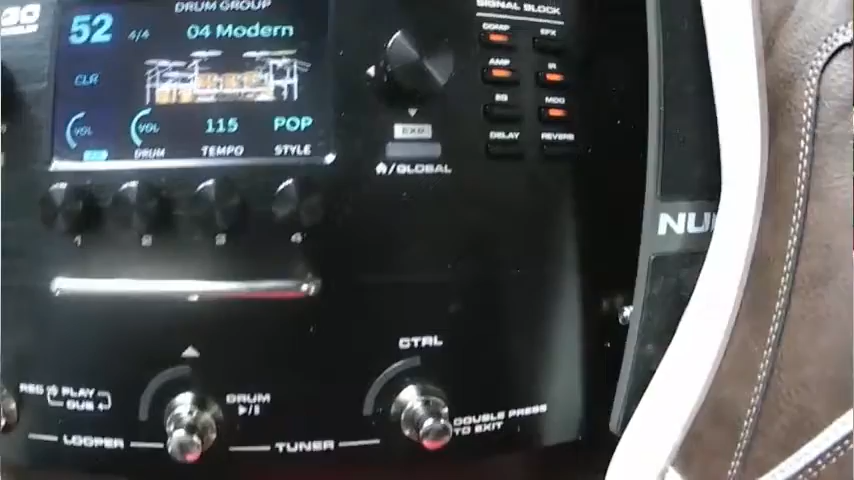 DRUM GROUP
52 4/4 04 Modern
CLR
VOL VOL 115 POP
DRUM TEMPO STYLE
1 2 3 4
EXP
/GLOBAL
SIGNAL BLOCK
COMP EFX
AMP IR
EQ MOD
DELAY REVERB
NU
CTRL
REC PLAY
DUB
DRUM
LOOPER
TUNER
DOUBLE PRESS
TO EXIT